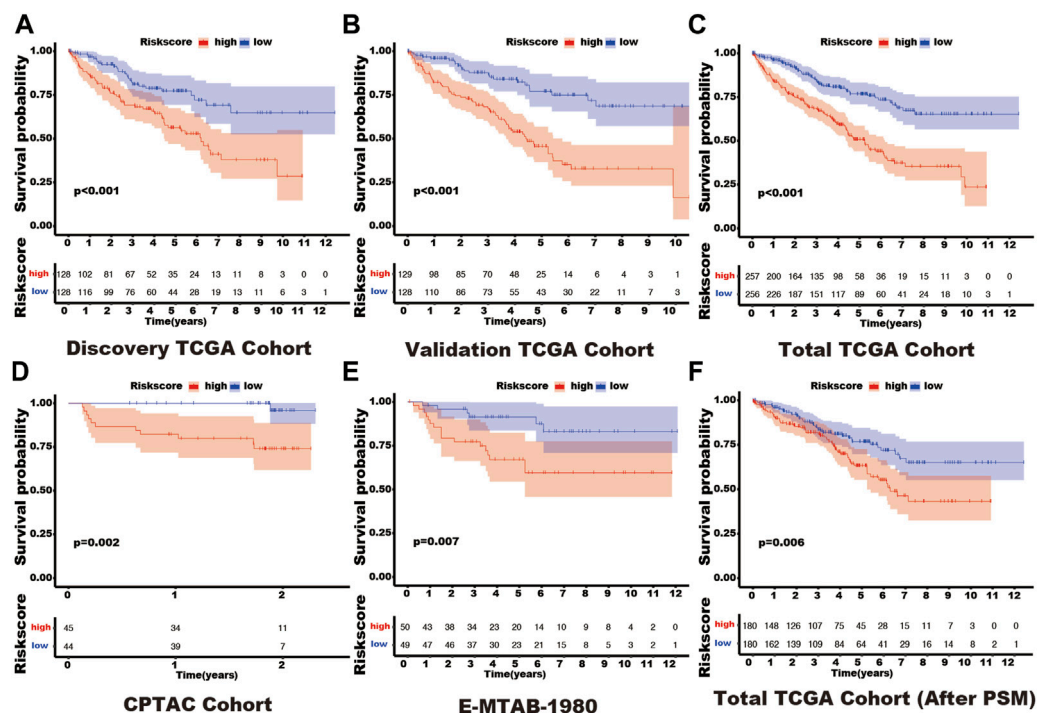 A
Riskscore high low
Survival probability
1.00
0.75
0.50
0.25
0.00
p<0.001
0 1 2 3 4 5 6 7 8 9 10 11 12
Riskscore
high 128 102 81 67 52 35 24 13 11 8 3 0 0
low 128 116 99 76 60 44 28 19 13 11 6 3 1
0 1 2 3 4 5 6 7 8 9 10 11 12
Time(years)
Discovery TCGA Cohort
B
Riskscore high low
Survival probability
1.00
0.75
0.50
0.25
0.00
p<0.001
0 1 2 3 4 5 6 7 8 9 10
Riskscore
high 129 98 85 70 48 25 14 6 4 3 1
low 128 110 86 73 55 43 30 22 11 7 3
0 1 2 3 4 5 6 7 8 9 10
Time(years)
Validation TCGA Cohort
C
Riskscore high low
Survival probability
1.00
0.75
0.50
0.25
0.00
p<0.001
0 1 2 3 4 5 6 7 8 9 10 11 12
Riskscore
high 257 200 164 135 98 58 36 19 15 11 3 0 0
low 256 226 187 151 117 89 60 41 24 18 10 3 1
0 1 2 3 4 5 6 7 8 9 10 11 12
Time(years)
Total TCGA Cohort
D
Riskscore high low
Survival probability
1.00
0.75
0.50
0.25
0.00
p=0.002
0 1 2
Riskscore
high 45 34 11
low 44 39 7
0 1 2
Time(years)
CPTAC Cohort
E
Riskscore high low
Survival probability
1.00
0.75
0.50
0.25
0.00
p=0.007
0 1 2 3 4 5 6 7 8 9 10 11 12
Riskscore
high 50 43 38 34 23 20 14 10 9 8 4 2 0
low 49 47 46 37 30 23 21 15 8 5 3 2 1
0 1 2 3 4 5 6 7 8 9 10 11 12
Time(years)
E-MTAB-1980
F
Riskscore high low
Survival probability
1.00
0.75
0.50
0.25
0.00
p=0.006
0 1 2 3 4 5 6 7 8 9 10 11 12
Riskscore
high 180 148 126 107 75 45 28 15 11 7 3 0 0
low 180 162 139 109 84 64 41 29 16 14 8 2 1
0 1 2 3 4 5 6 7 8 9 10 11 12
Time(years)
Total TCGA Cohort (After PSM)